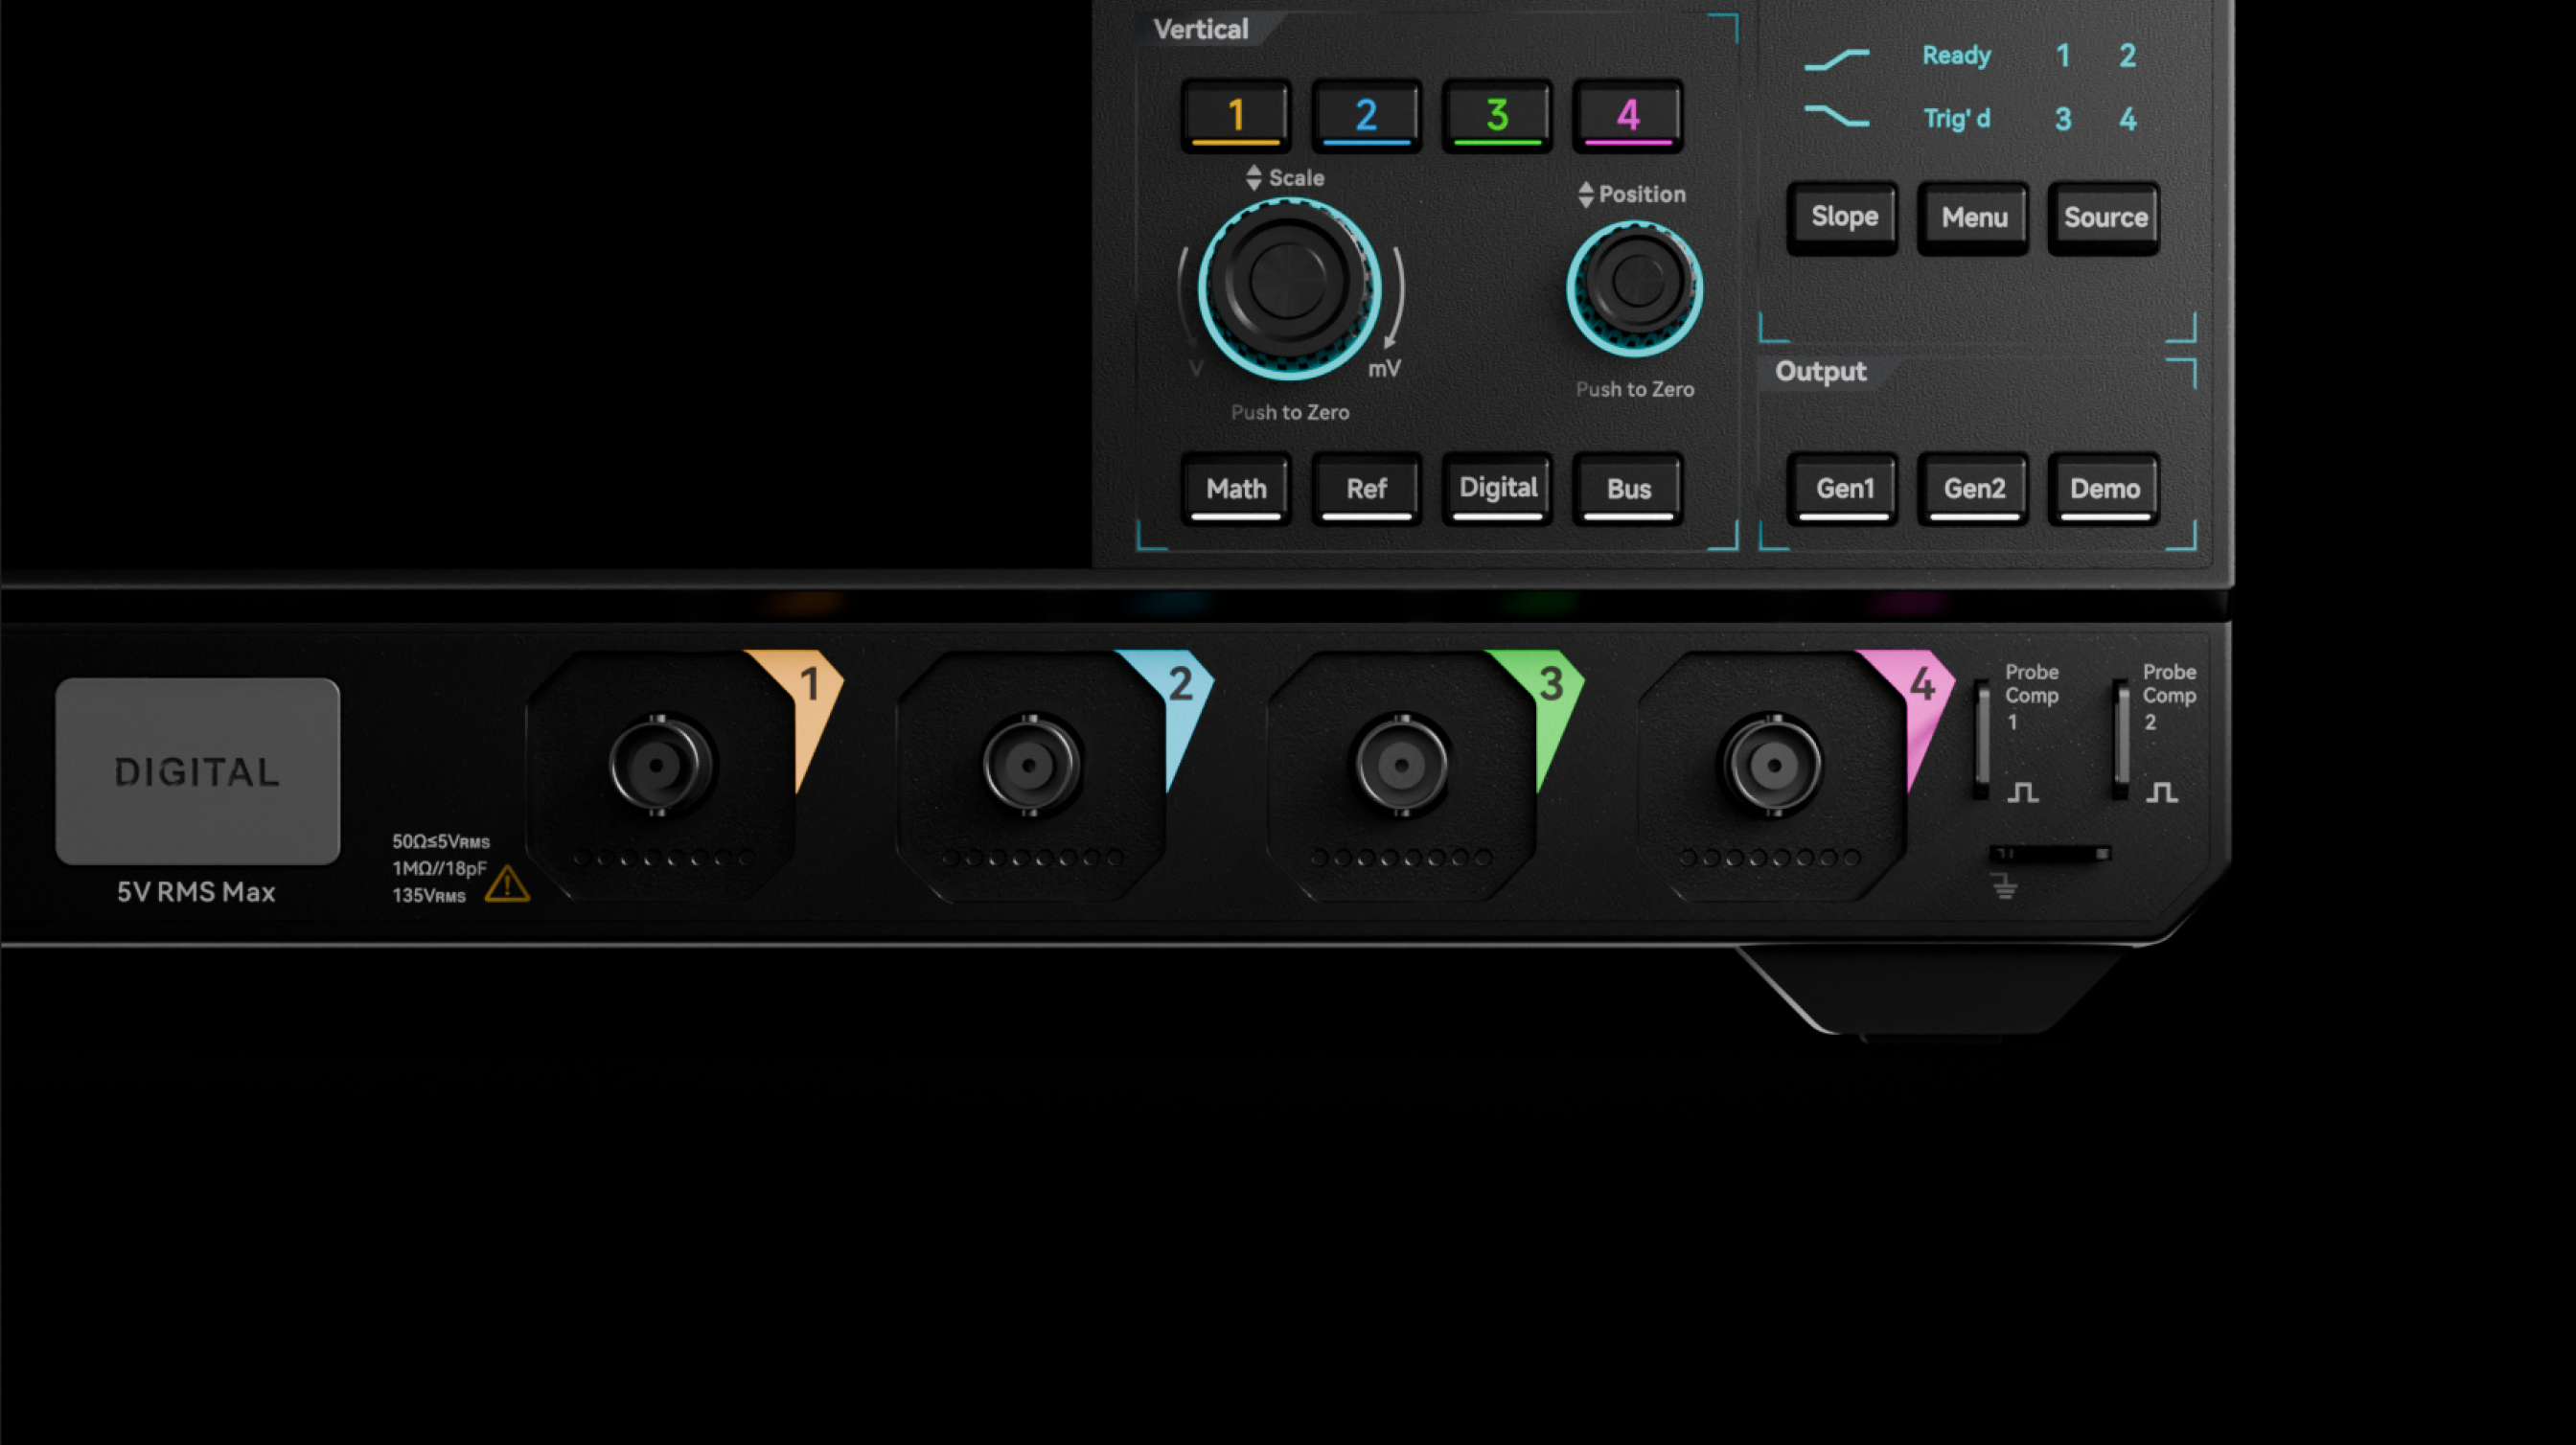 Vertical
1 2 3 4
Scale
Position
V mV
Push to Zero
Push to Zero
Math Ref Digital Bus
Ready 1 2
Trig' d 3 4
Slope Menu Source
Output
Gen1 Gen2 Demo
DIGITAL
5V RMS Max
50Ω≤5VRMS
1MΩ//18pF
135VRMS
1
2
3
4
Probe
Comp
1
Probe
Comp
2